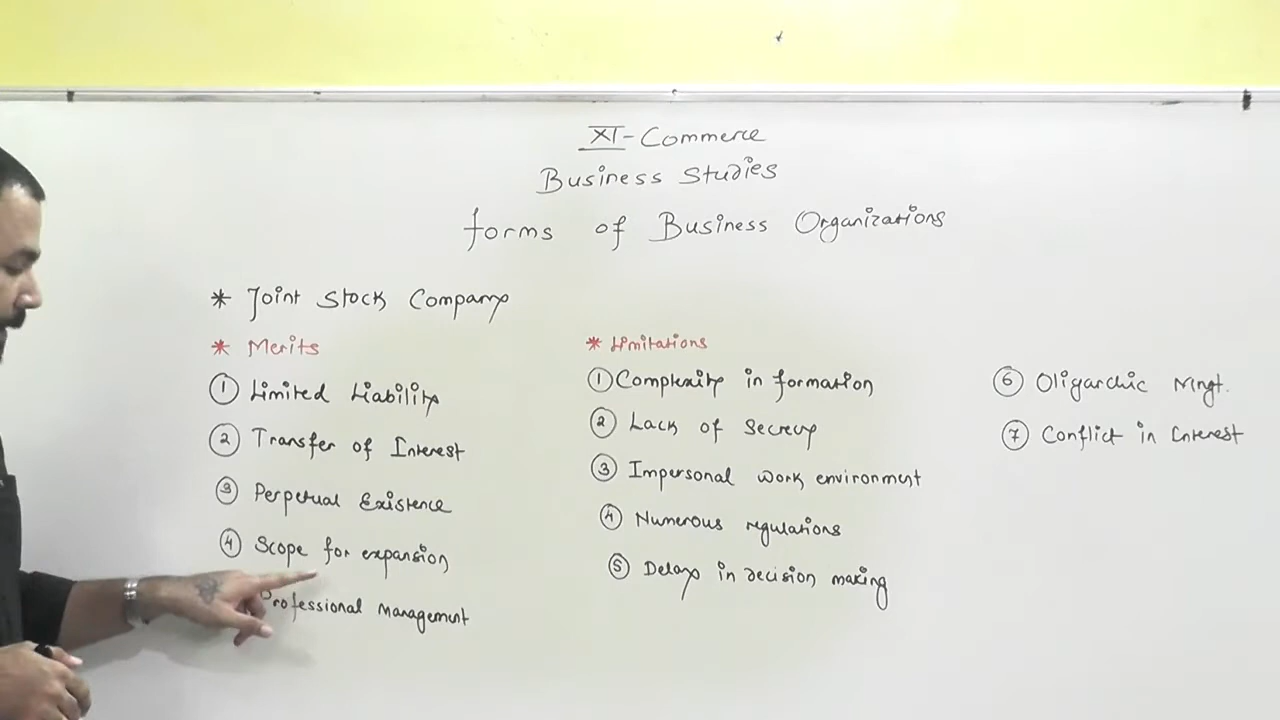 XI-Commerce
Business Studies
forms of Business Organizations
* Joint Stock Company
* Merits
① Limited Liability
② Transfer of Interest
③ Perpetual Existence
④ Scope for expansion
Professional management
* Limitations
① Complexity in formation
② Lack of Secrecy
③ Impersonal work environment
④ Numerous regulations
⑤ Delays in decision making
⑥ Oligarchic Mngt.
⑦ Conflict in Interest